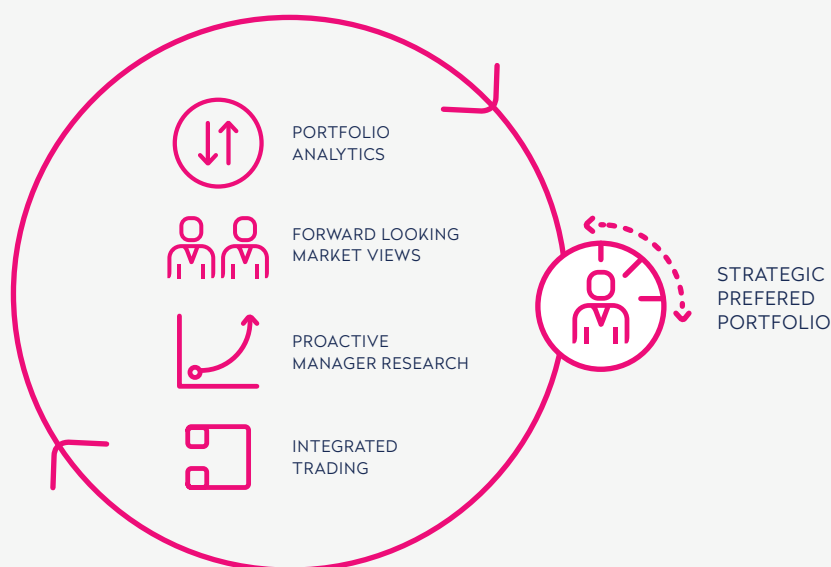 PORTFOLIO
ANALYTICS
FORWARD LOOKING
MARKET VIEWS
PROACTIVE
MANAGER RESEARCH
INTEGRATED
TRADING
STRATEGIC
PREFERED
PORTFOLIO